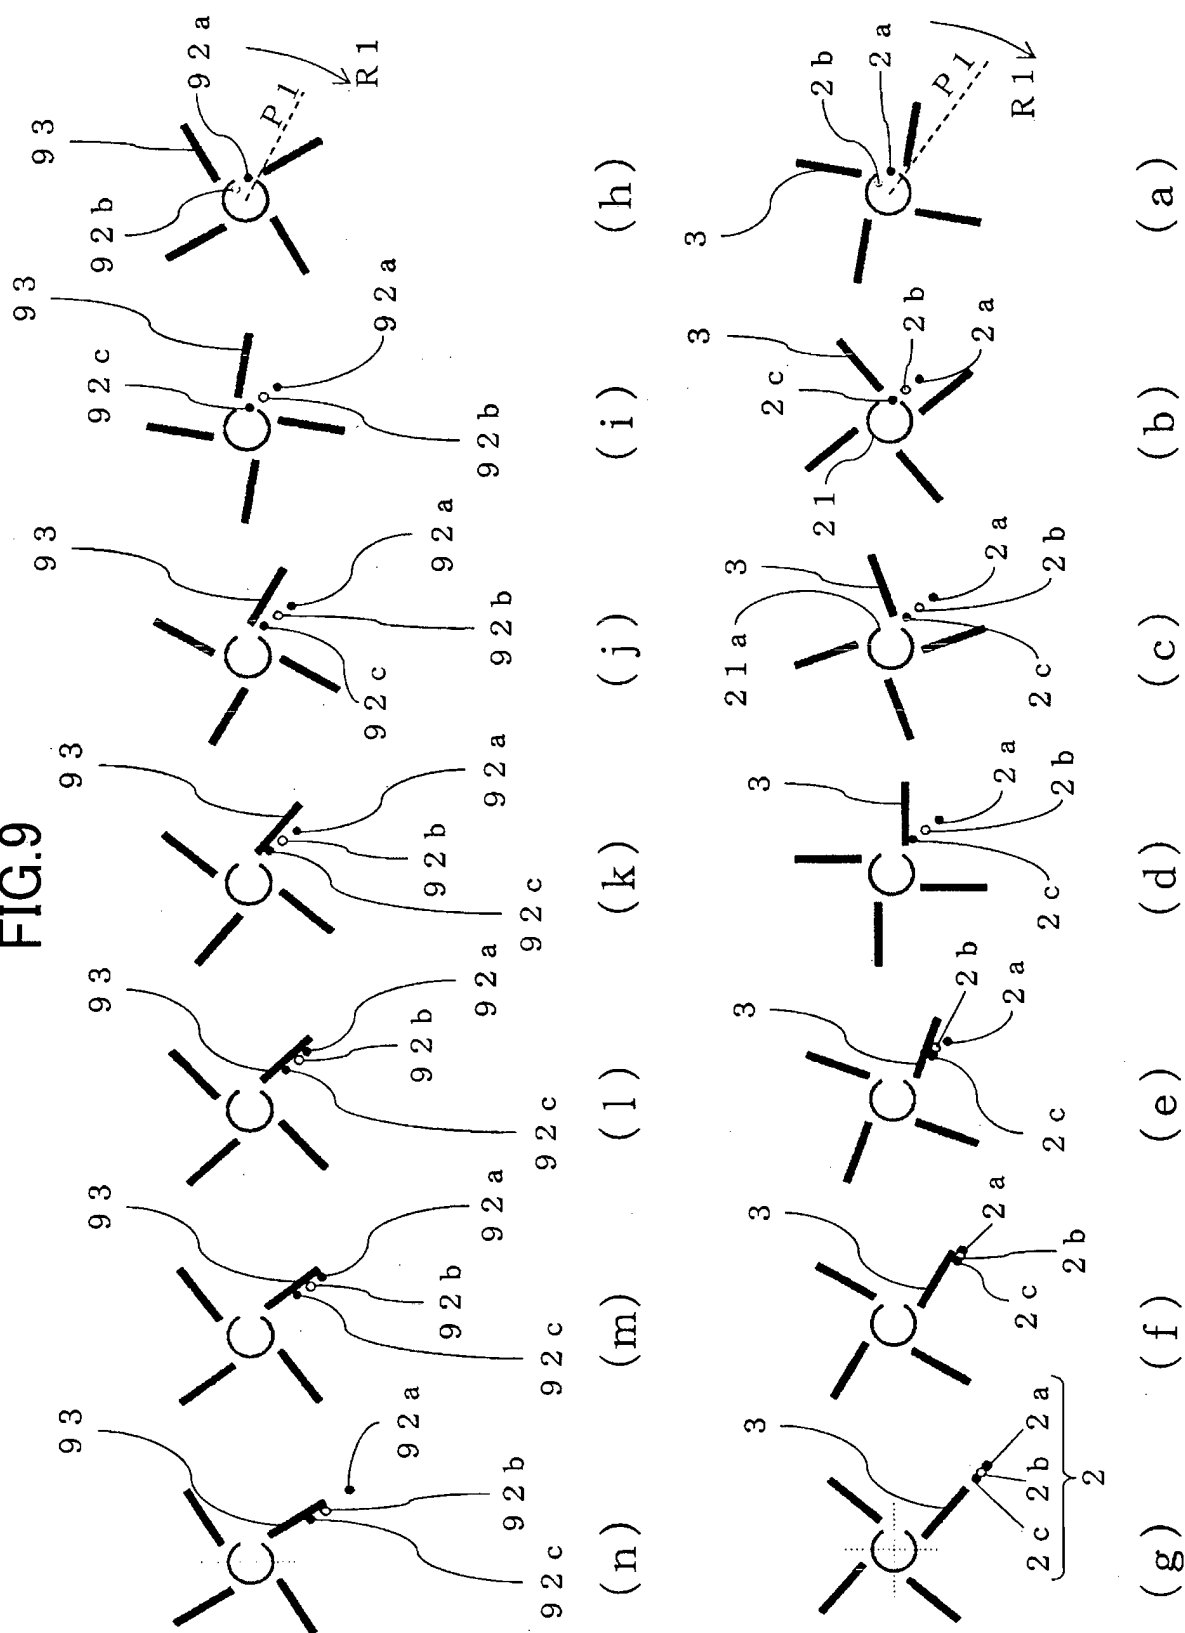 FIG.9
93
92a
92b
P1
R1
(h)
93
92c
92a
92b
(i)
93
92a
92b
92c
(j)
93
92a
92b
92c
(k)
93
92a
92b
92c
(l)
93
92a
92b
92c
(m)
93
92a
92b
92c
(n)
3
2b
2a
P1
R1
(a)
3
2c
2b
2a
21
(b)
3
21a
2a
2b
2c
(c)
3
2a
2b
2c
(d)
3
2b
2a
2c
(e)
3
2a
2b
2c
(f)
3
2a
2b
2c
2
(g)